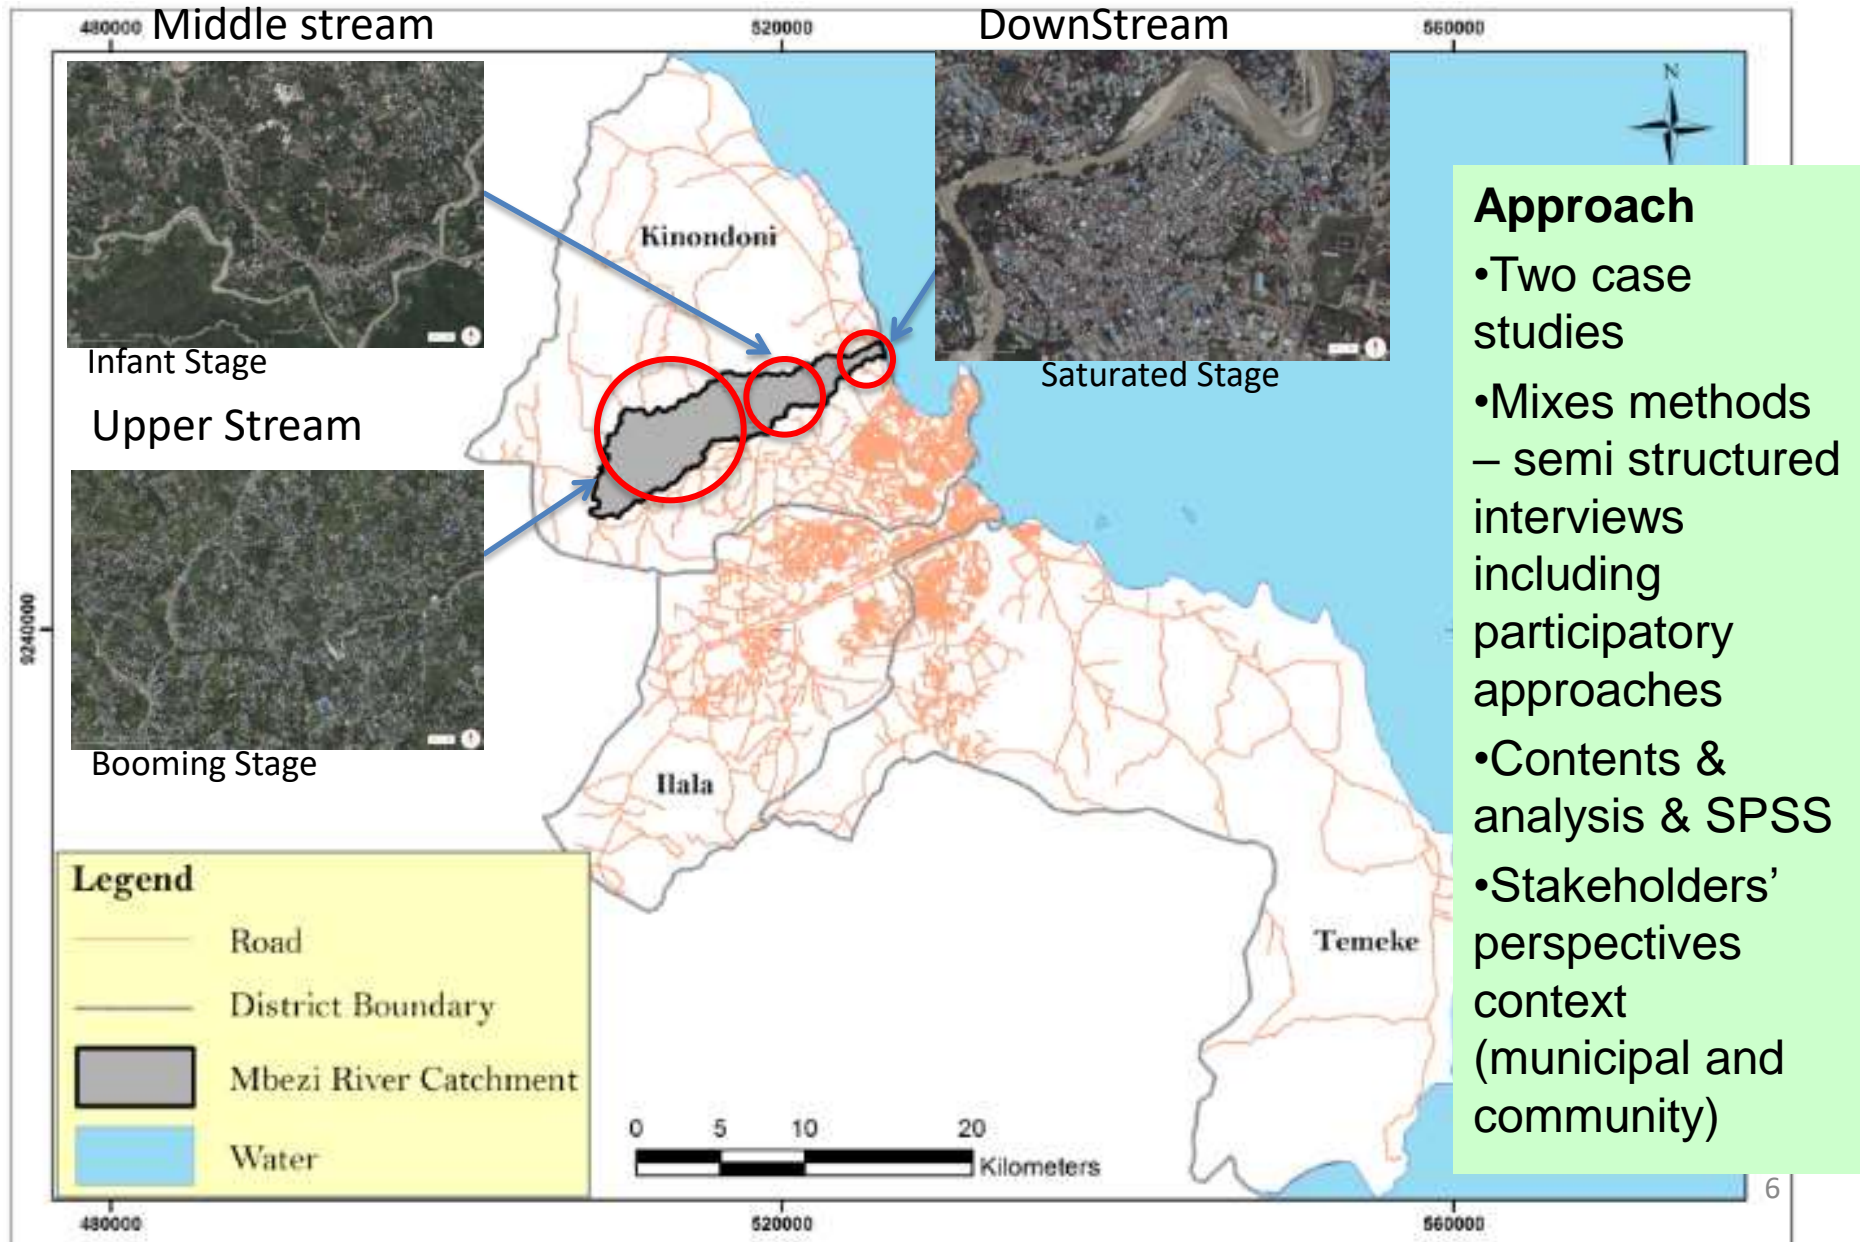 480000
520000
560000
Middle stream
DownStream
N
Kinondoni
Infant Stage
Saturated Stage
Upper Stream
Booming Stage
9240000
Ilala
Temeke
Legend
Road
District Boundary
Mbezi River Catchment
Water
0 5 10 20
Kilometers
480000
520000
560000
Approach
•Two case
studies
•Mixes methods
– semi structured
interviews
including
participatory
approaches
•Contents &
analysis & SPSS
•Stakeholders’
perspectives
context
(municipal and
community)
6